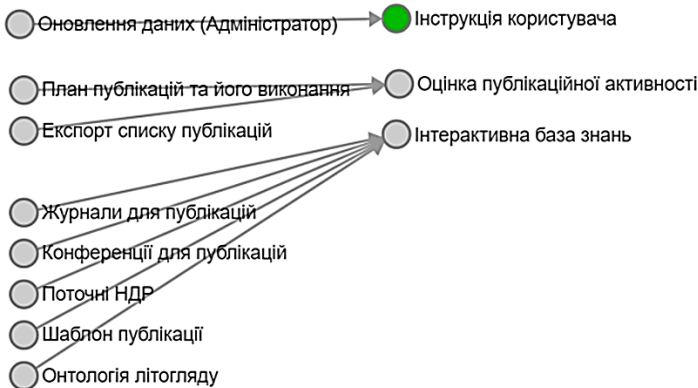 Оновлення даних (Адміністратор)
Інструкція користувача
План публікацій та його виконання
Оцінка публікаційної активності
Експорт списку публікацій
Інтерактивна база знань
Журнали для публікацій
Конференції для публікацій
Поточні НДР
Шаблон публікації
Онтологія літогляду